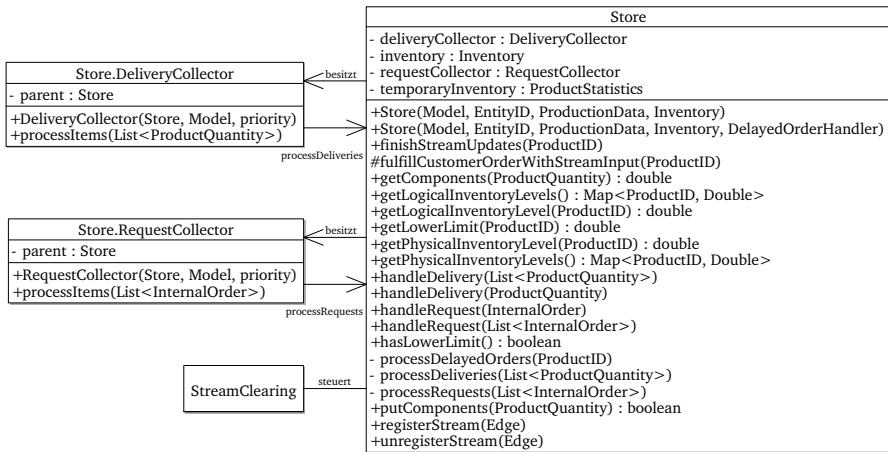 Store
- deliveryCollector : DeliveryCollector
- inventory : Inventory
- requestCollector : RequestCollector
- temporaryInventory : ProductStatistics
+Store(Model, EntityID, ProductionData, Inventory)
+Store(Model, EntityID, ProductionData, Inventory, DelayedOrderHandler)
+finishStreamUpdates(ProductID)
#fulfillCustomerOrderWithStreamInput(ProductID)
+getComponents(ProductQuantity) : double
+getLogicalInventoryLevels() : Map<ProductID, Double>
+getLogicalInventoryLevel(ProductID) : double
+getLowerLimit(ProductID) : double
+getPhysicalInventoryLevel(ProductID) : double
+getPhysicalInventoryLevels() : Map<ProductID, Double>
+handleDelivery(List<ProductQuantity>)
+handleDelivery(ProductQuantity)
+handleRequest(InternalOrder)
+handleRequest(List<InternalOrder>)
+hasLowerLimit() : boolean
- processDelayedOrders(ProductID)
- processDeliveries(List<ProductQuantity>)
- processRequests(List<InternalOrder>)
+putComponents(ProductQuantity) : boolean
+registerStream(Edge)
+unregisterStream(Edge)
Store.DeliveryCollector
- parent : Store
+DeliveryCollector(Store, Model, priority)
+processItems(List<ProductQuantity>)
besitzt
processDeliveries
Store.RequestCollector
- parent : Store
+RequestCollector(Store, Model, priority)
+processItems(List<InternalOrder>)
besitzt
processRequests
StreamClearing
steuert